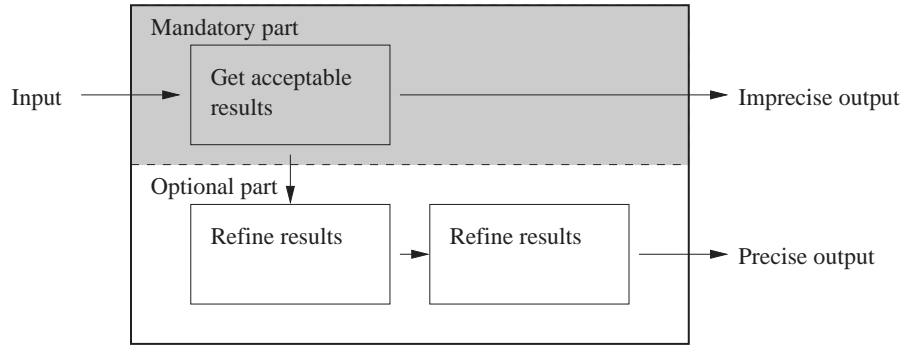 Mandatory part
Get acceptable
results
Input
Imprecise output
Optional part
Refine results
Refine results
Precise output